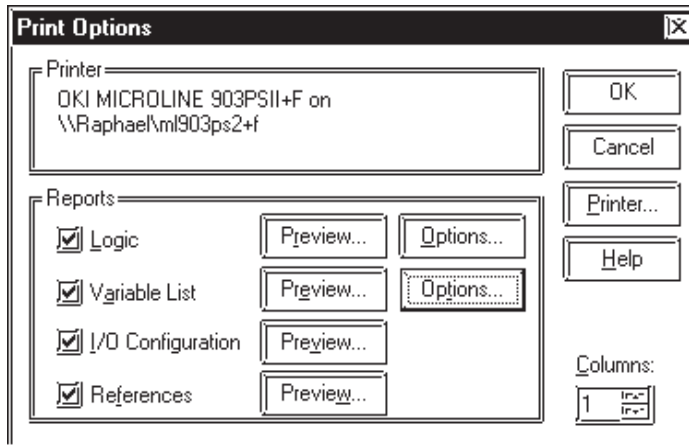 Print Options
Printer
OKI MICROLINE 903PSII+F on
\\Raphael\ml903ps2+f
OK
Cancel
Printer...
Help
Reports
Logic Preview... Options...
Variable List Preview... Options...
I/O Configuration Preview...
References Preview...
Columns:
1